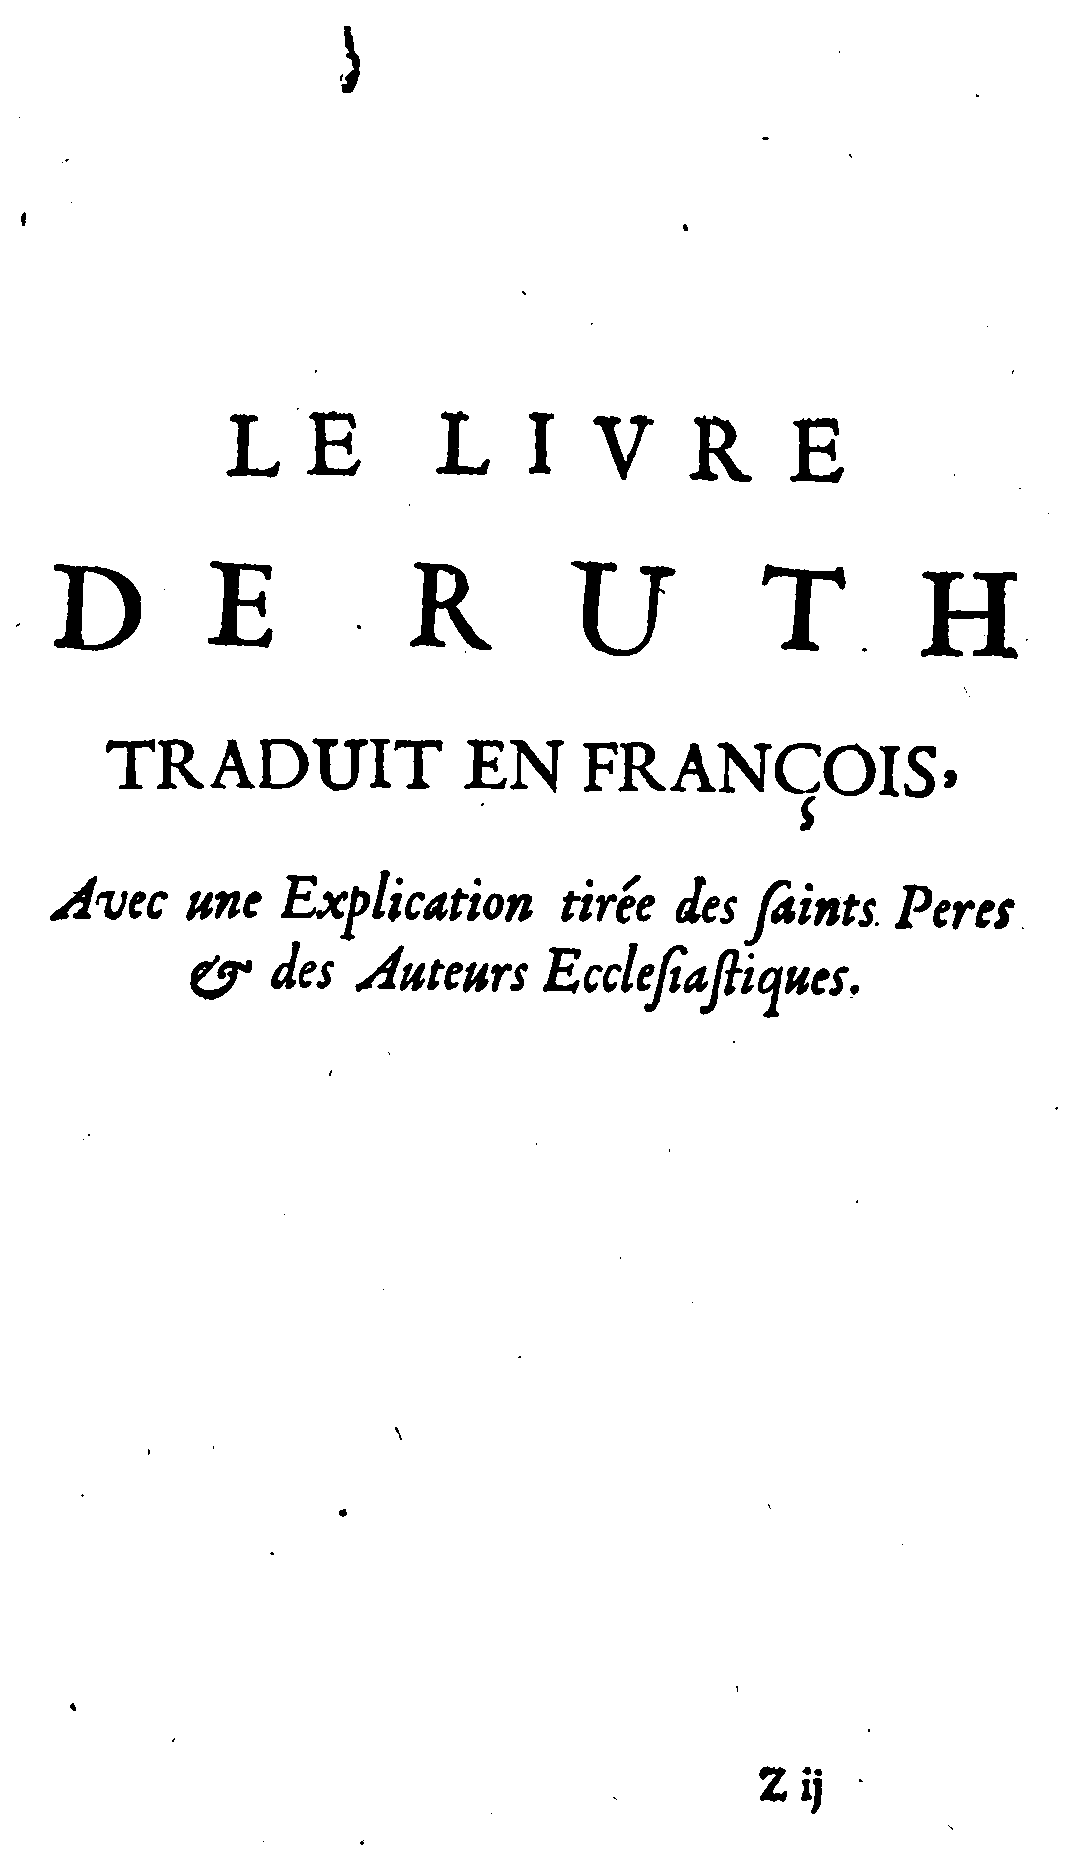 LE LIVRE
DE RUTH
TRADUIT EN FRANÇOIS,
Avec une Explication tirée des ſaints Peres
& des Auteurs Eccleſiaſtiques.
Z ij